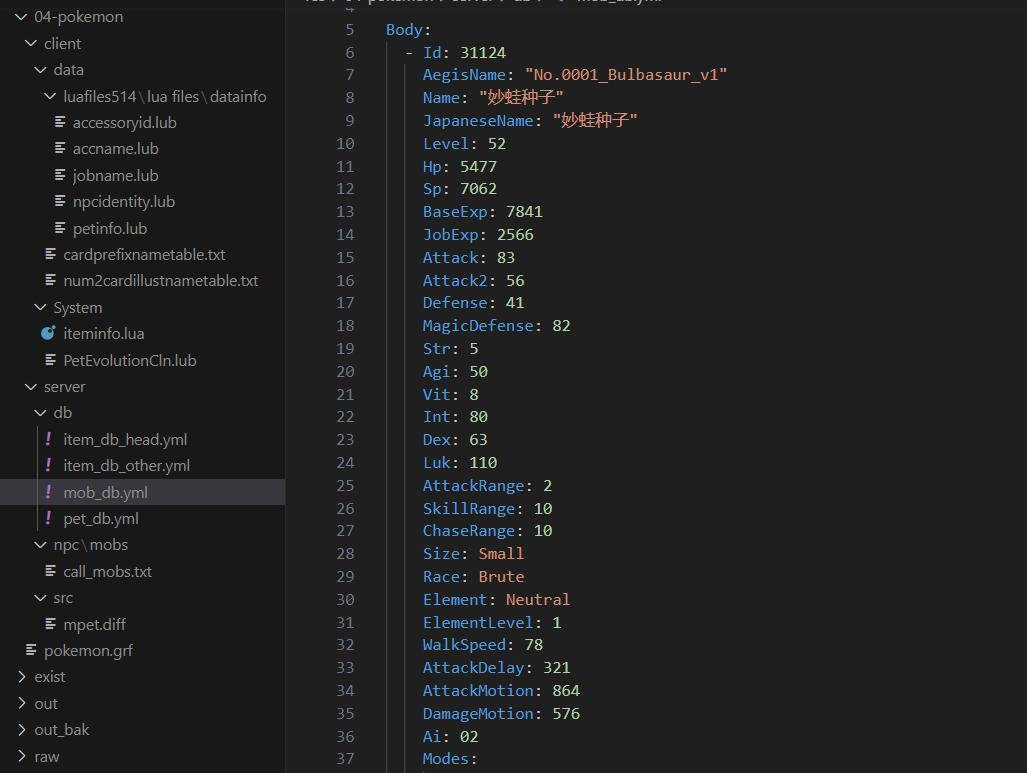 04-pokemon
client
data
luafiles514\lua files\datainfo
accessoryid.lub
accname.lub
jobname.lub
npcidentity.lub
petinfo.lub
cardprefixnametable.txt
num2cardillustnametable.txt
System
iteminfo.lua
PetEvolutionCln.lub
server
db
! item_db_head.yml
! item_db_other.yml
! mob_db.yml
! pet_db.yml
npc\mobs
call_mobs.txt
src
mpet.diff
pokemon.grf
exist
out
out_bak
raw
5 Body:
6 - Id: 31124
7 AegisName: "No.0001_Bulbasaur_v1"
8 Name: "妙蛙种子"
9 JapaneseName: "妙蛙种子"
10 Level: 52
11 Hp: 5477
12 Sp: 7062
13 BaseExp: 7841
14 JobExp: 2566
15 Attack: 83
16 Attack2: 56
17 Defense: 41
18 MagicDefense: 82
19 Str: 5
20 Agi: 50
21 Vit: 8
22 Int: 80
23 Dex: 63
24 Luk: 110
25 AttackRange: 2
26 SkillRange: 10
27 ChaseRange: 10
28 Size: Small
29 Race: Brute
30 Element: Neutral
31 ElementLevel: 1
32 WalkSpeed: 78
33 AttackDelay: 321
34 AttackMotion: 864
35 DamageMotion: 576
36 Ai: 02
37 Modes: